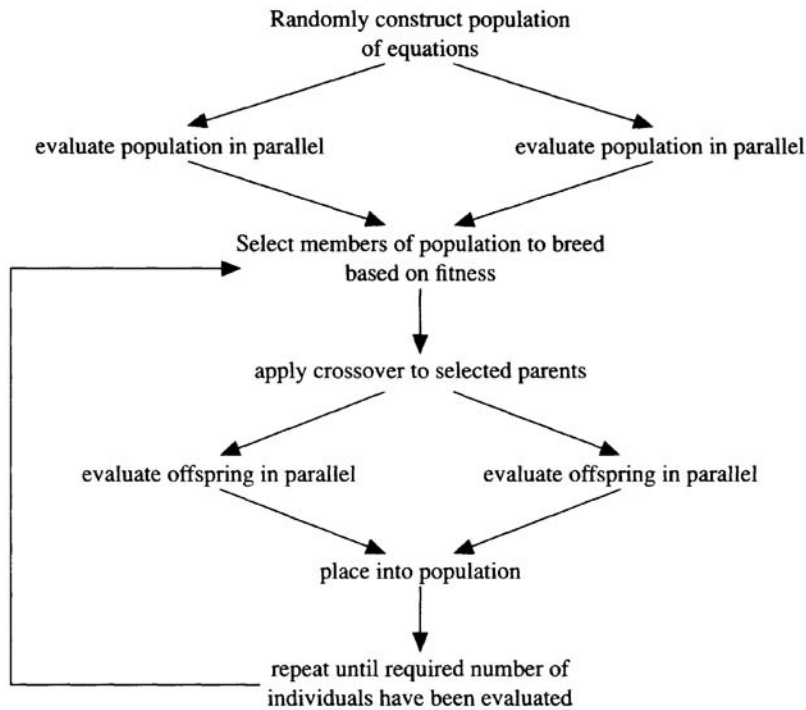 Randomly construct population
of equations
evaluate population in parallel
evaluate population in parallel
Select members of population to breed
based on fitness
apply crossover to selected parents
evaluate offspring in parallel
evaluate offspring in parallel
place into population
repeat until required number of
individuals have been evaluated